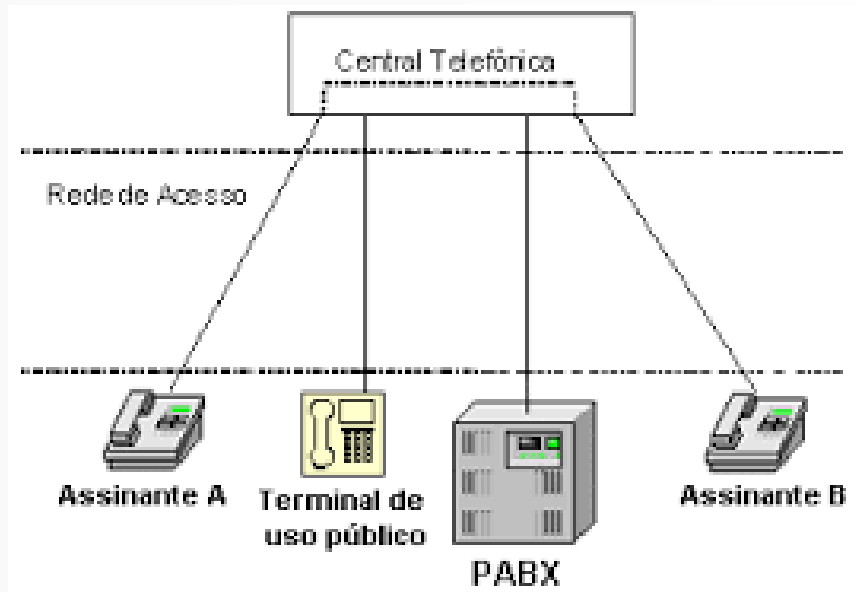 Central Telefônica
Rede de Acesso
Assinante A
Terminal de
uso público
PABX
Assinante B